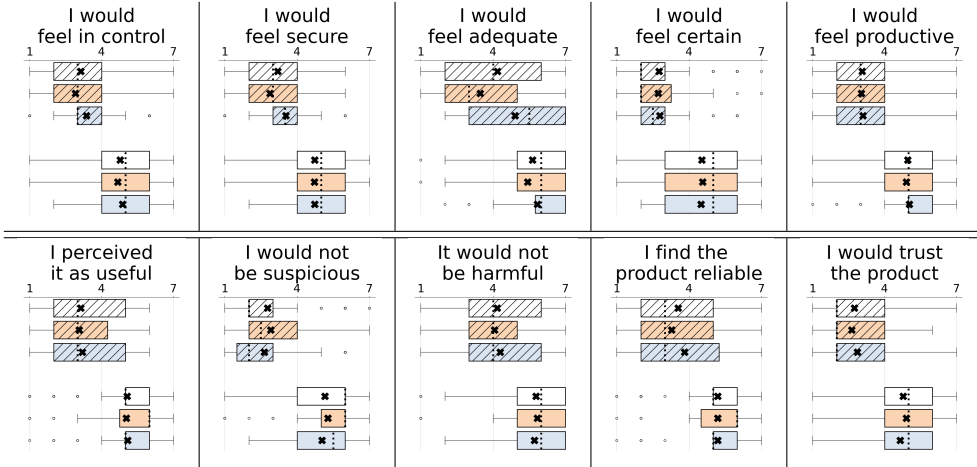 I would
feel in control
1 4 7
I would
feel secure
1 4 7
I would
feel adequate
1 4 7
I would
feel certain
1 4 7
I would
feel productive
1 4 7
I perceived
it as useful
1 4 7
I would not
be suspicious
1 4 7
It would not
be harmful
1 4 7
I find the
product reliable
1 4 7
I would trust
the product
1 4 7